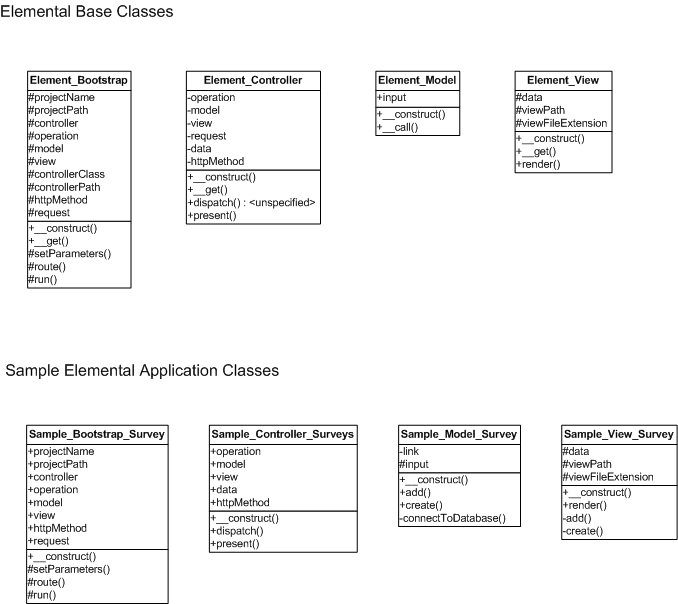 Elemental Base Classes
Element_Bootstrap
#projectName
#projectPath
#controller
#operation
#model
#view
#controllerClass
#controllerPath
#httpMethod
#request
+__construct()
+__get()
#setParameters()
#route()
#run()
Element_Controller
-operation
-model
-view
-request
-data
-httpMethod
+__construct()
+__get()
+dispatch() : <unspecified>
+present()
Element_Model
+input
+__construct()
+__call()
Element_View
#data
#viewPath
#viewFileExtension
+__construct()
+__get()
+render()
Sample Elemental Application Classes
Sample_Bootstrap_Survey
+projectName
+projectPath
+controller
+operation
+model
+view
+httpMethod
+request
+__construct()
#setParameters()
#route()
#run()
Sample_Controller_Surveys
+operation
+model
+view
+data
+httpMethod
+__construct()
+dispatch()
+present()
Sample_Model_Survey
-link
#input
+__construct()
+add()
+create()
-connectToDatabase()
Sample_View_Survey
#data
#viewPath
#viewFileExtension
+__construct()
+render()
-add()
-create()